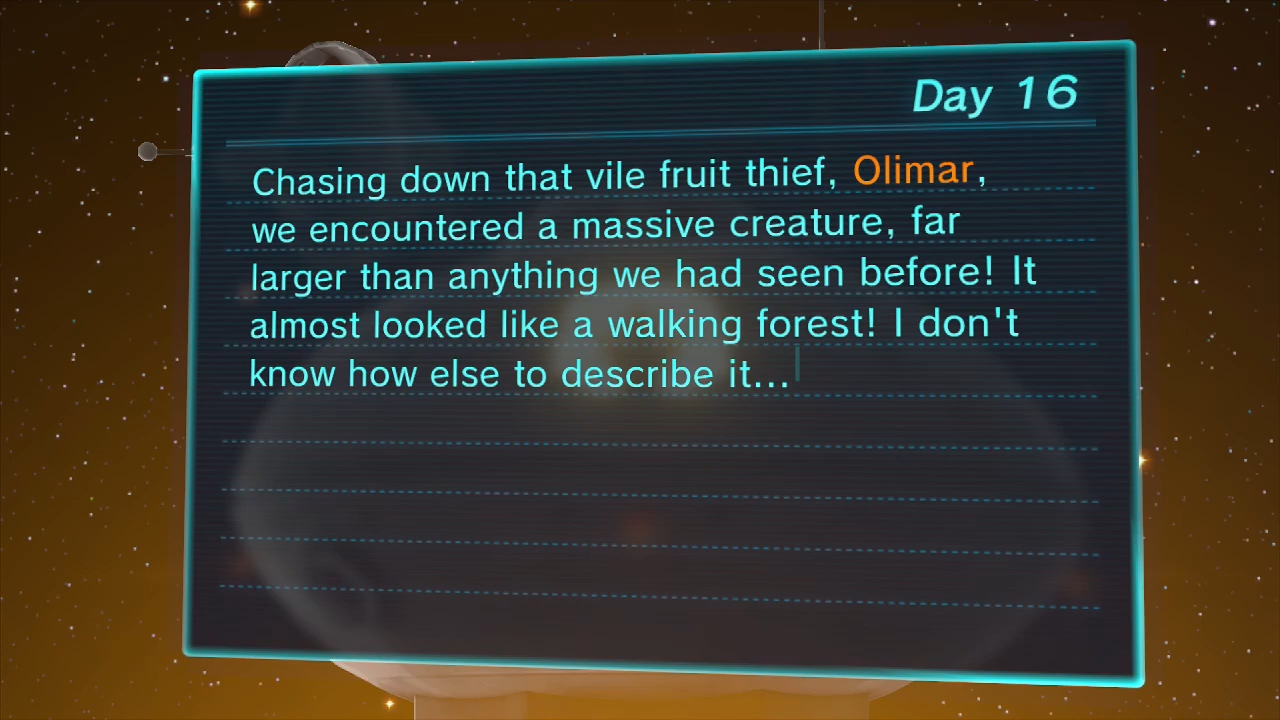 Day 16
Chasing down that vile fruit thief, Olimar,
we encountered a massive creature, far
larger than anything we had seen before! It
almost looked like a walking forest! I don't
know how else to describe it...